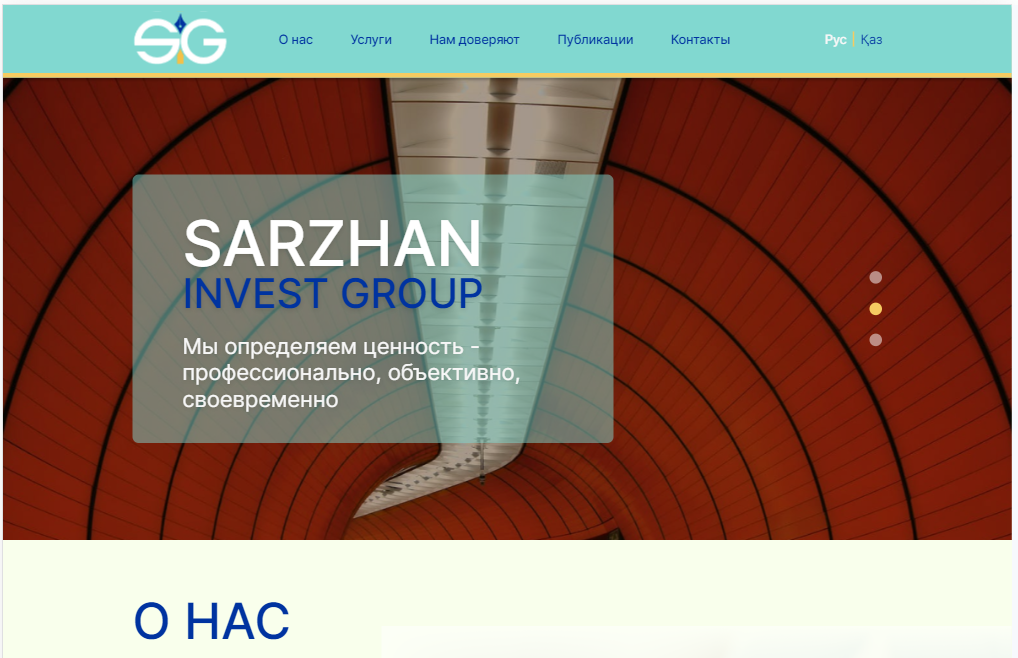 SIG
О нас
Услуги
Нам доверяют
Публикации
Контакты
Рус | Қаз
SARZHAN
INVEST GROUP
Мы определяем ценность -
профессионально, объективно,
своевременно
О НАС